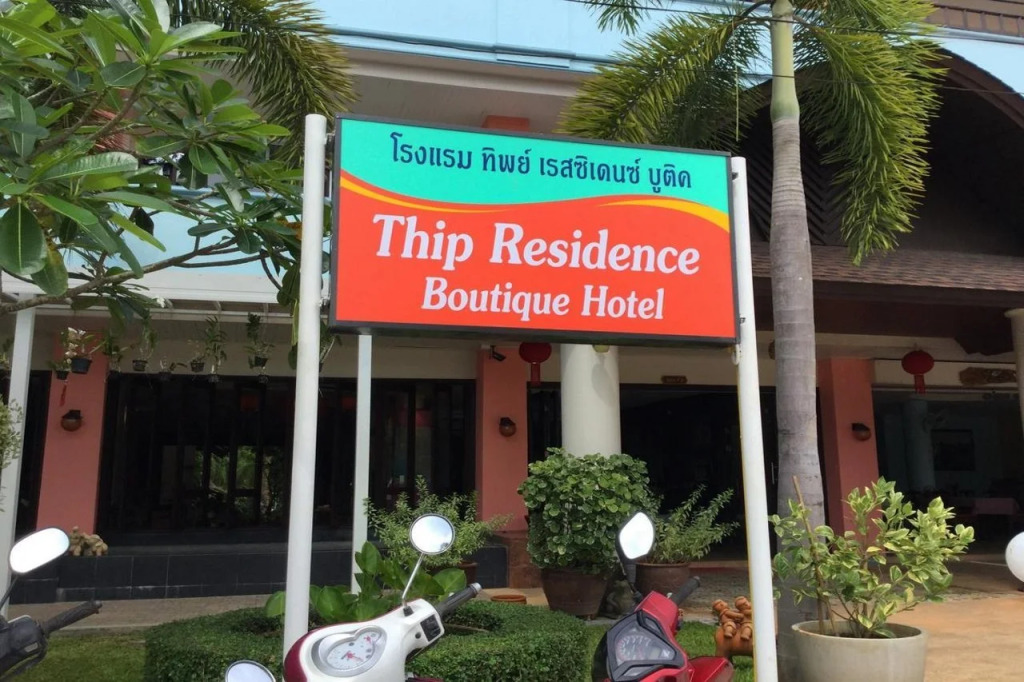 โรงแรม ทิพย์ เรสซิเดนซ์ บูติค
Thip Residence
Boutique Hotel